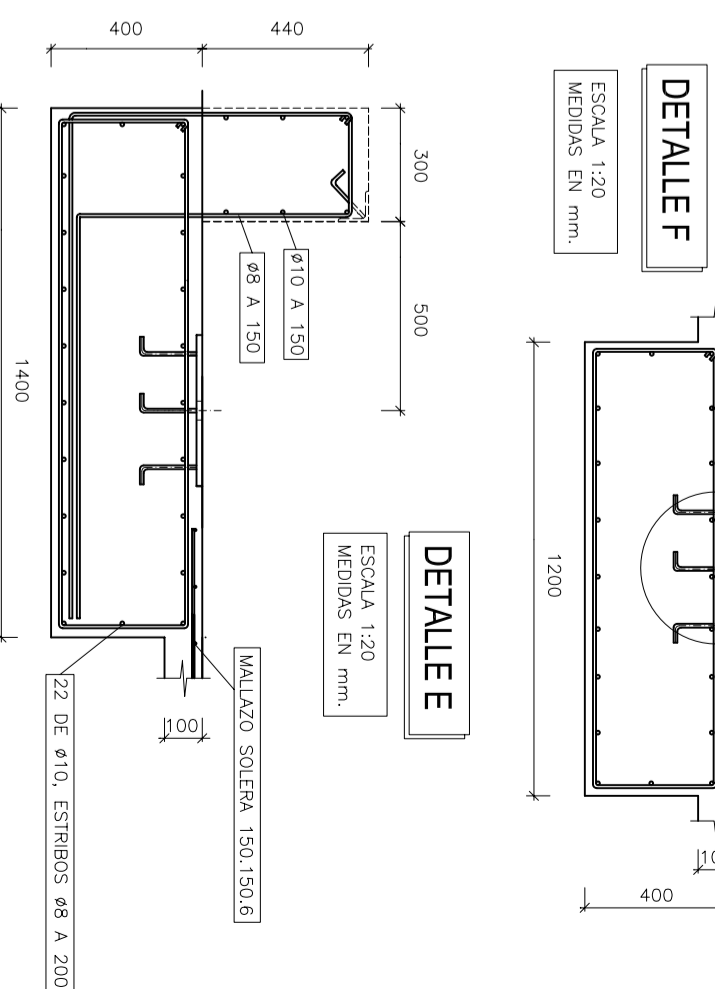 DETALLE F
ESCALA 1:20
MEDIDAS EN mm.
1200
400
400
440
300
500
Ø10 A 150
Ø8 A 150
1400
100
DETALLE E
ESCALA 1:20
MEDIDAS EN mm.
MALLAZO SOLERA 150.150.6
22 DE Ø10, ESTRIBOS Ø8 A 200